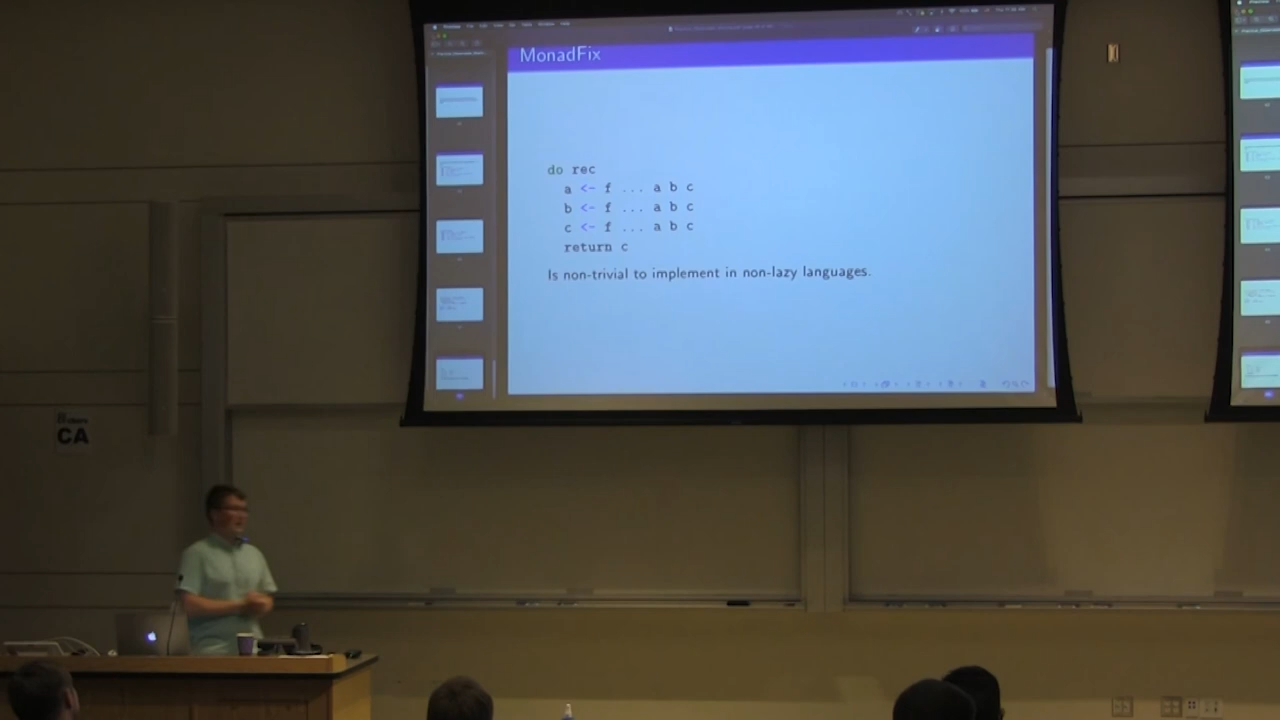 MonadFix
do rec
a <- f ... a b c
b <- f ... a b c
c <- f ... a b c
return c
Is non-trivial to implement in non-lazy languages.
CA